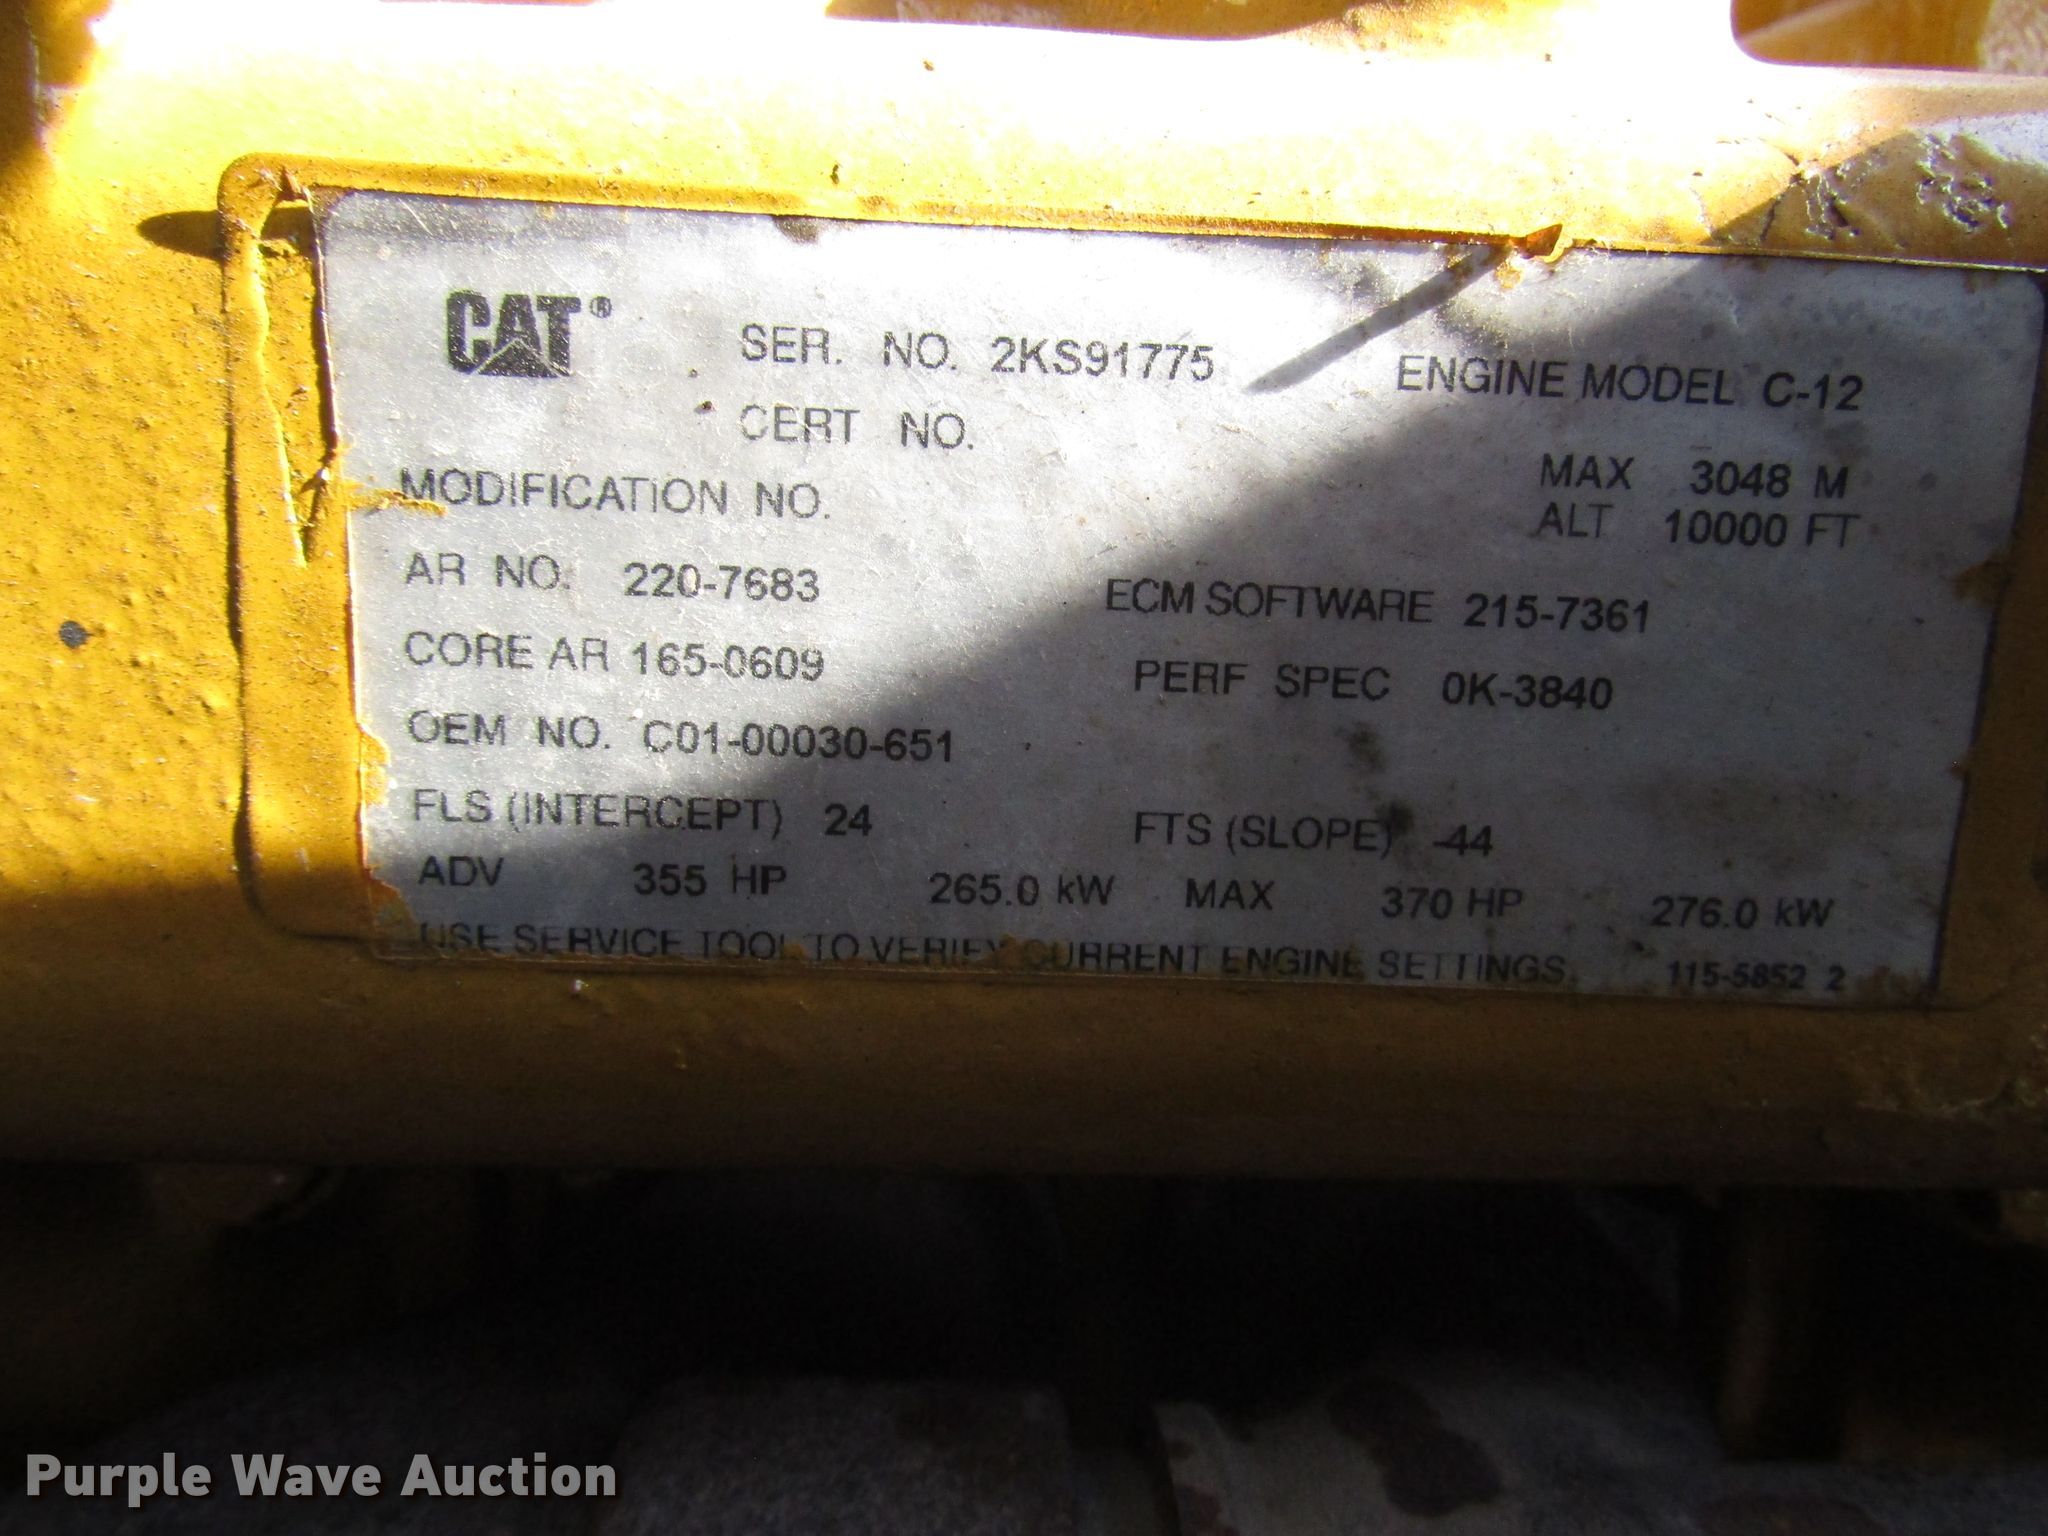 CAT®
SER. NO. 2KS91775
ENGINE MODEL C-12
CERT NO.
MAX 3048 M
MODIFICATION NO.
ALT 10000 FT
AR NO. 220-7683
ECM SOFTWARE 215-7361
CORE AR 165-0609
PERF SPEC 0K-3840
OEM NO. C01-00030-651
FLS (INTERCEPT) 24
FTS (SLOPE) -44
ADV 355 HP 265.0 kW MAX 370 HP 276.0 kW
USE SERVICE TOOL TO VERIFY CURRENT ENGINE SETTINGS. 115-5852 2
Purple Wave Auction